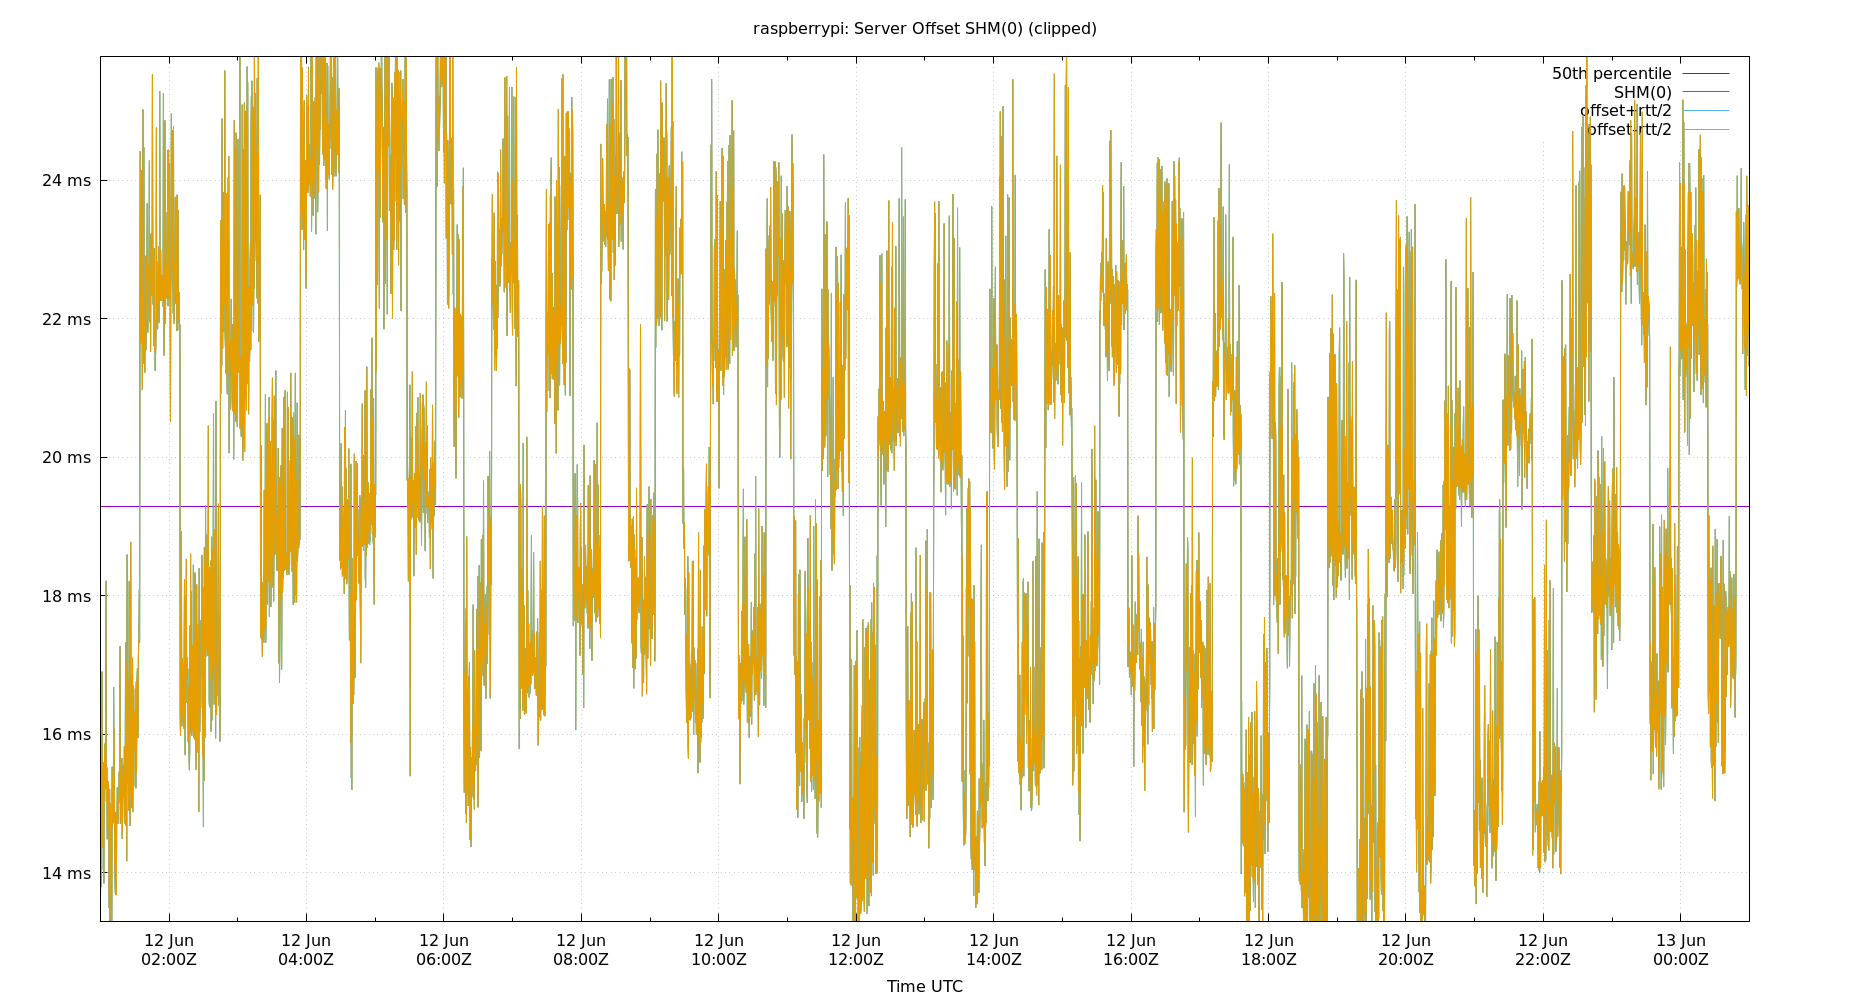 raspberrypi: Server Offset SHM(0) (clipped)
50th percentile
SHM(0)
offset+rtt/2
offset-rtt/2
24 ms
22 ms
20 ms
18 ms
16 ms
14 ms
12 Jun 12 Jun 12 Jun 12 Jun 12 Jun 12 Jun 12 Jun 12 Jun 12 Jun 12 Jun 12 Jun 13 Jun
02:00Z 04:00Z 06:00Z 08:00Z 10:00Z 12:00Z 14:00Z 16:00Z 18:00Z 20:00Z 22:00Z 00:00Z
Time UTC